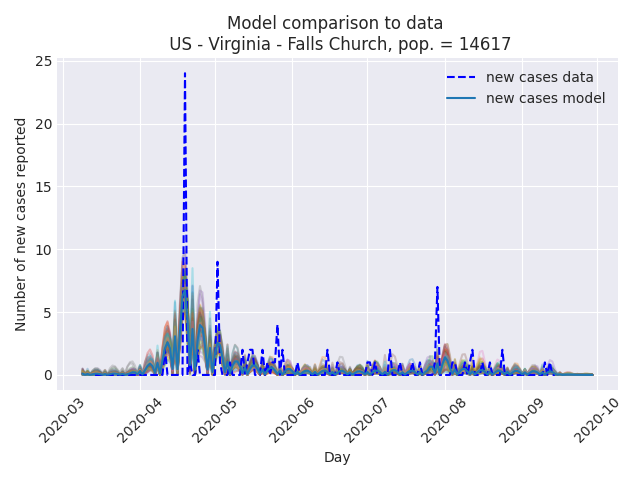 Model comparison to data
US - Virginia - Falls Church, pop. = 14617
new cases data
new cases model
Number of new cases reported
25
20
15
10
5
0
2020-03
2020-04
2020-05
2020-06
2020-07
2020-08
2020-09
2020-10
Day